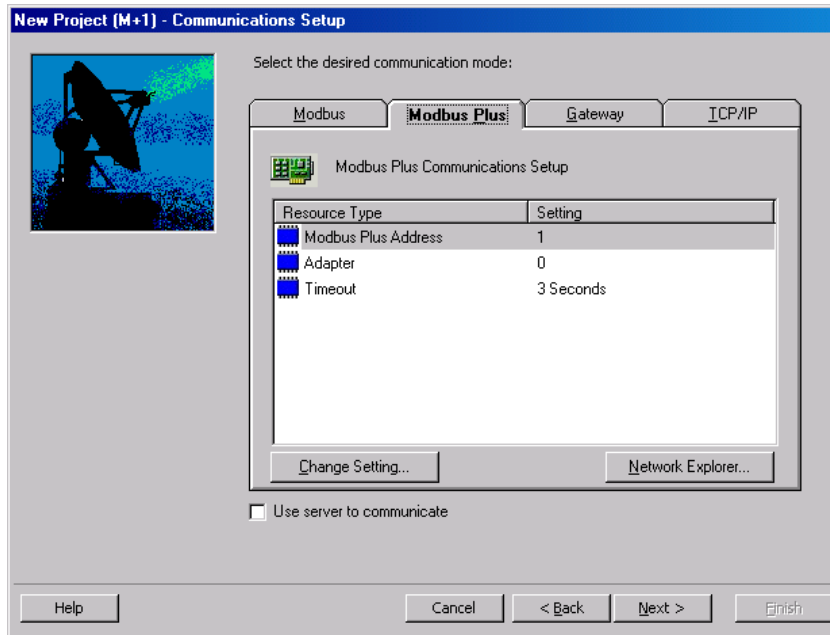 New Project (M+1) - Communications Setup
Select the desired communication mode:
Modbus Modbus Plus Gateway TCP/IP
Modbus Plus Communications Setup
Resource Type Setting
Modbus Plus Address 1
Adapter 0
Timeout 3 Seconds
Change Setting... Network Explorer...
Use server to communicate
Help Cancel < Back Next > Finish